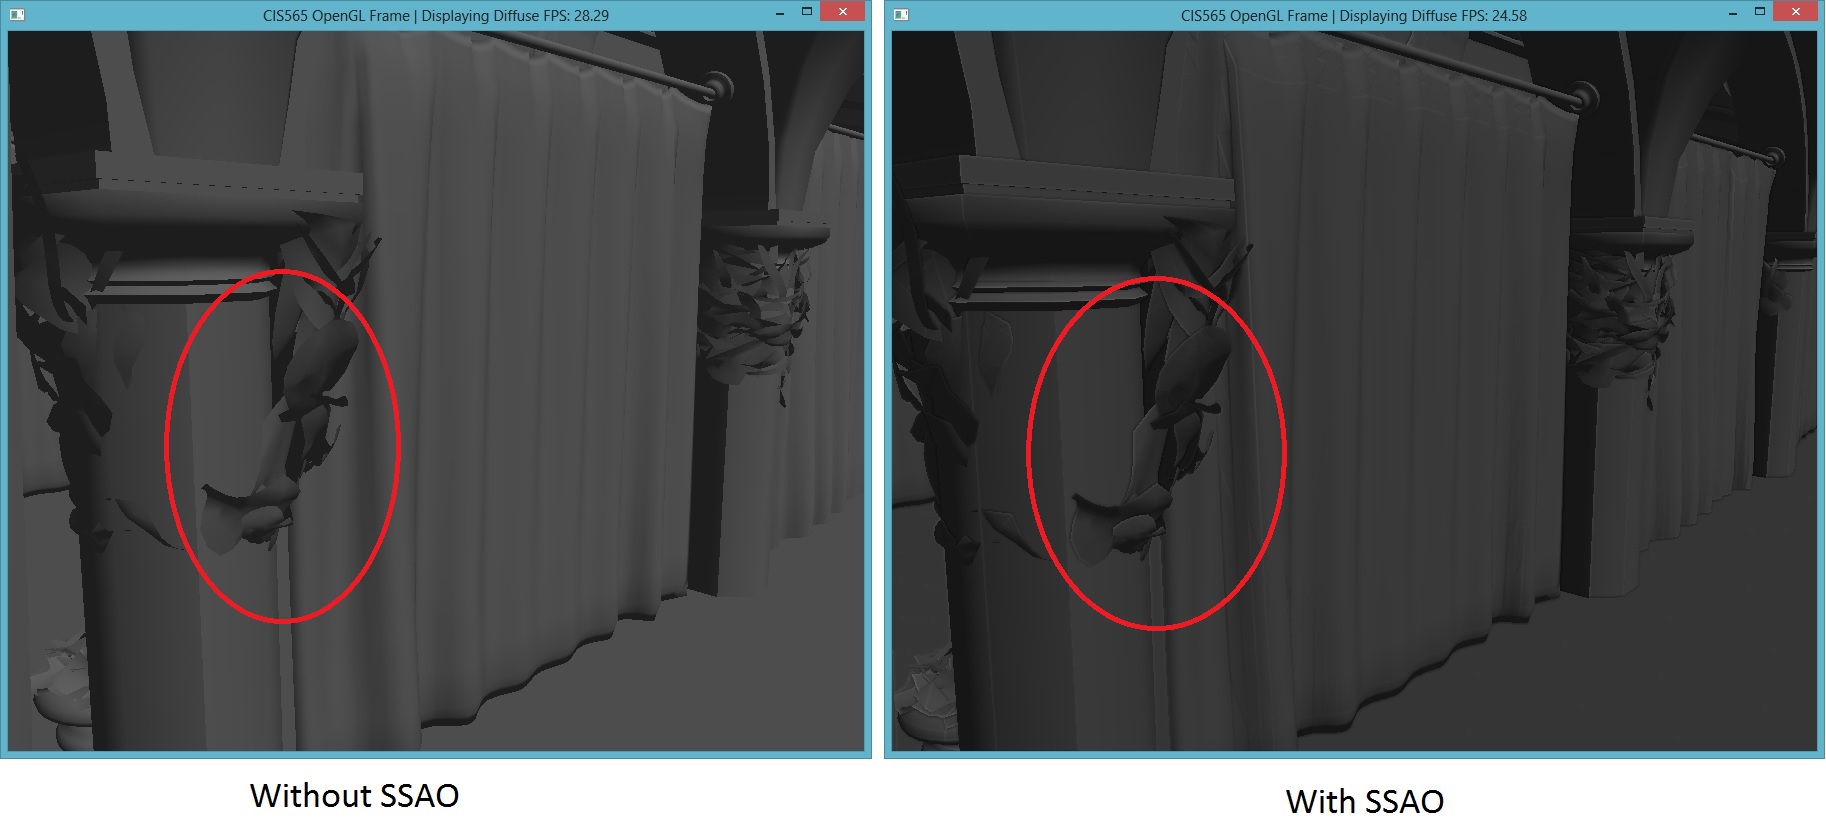 CIS565 OpenGL Frame | Displaying Diffuse FPS: 28.29
CIS565 OpenGL Frame | Displaying Diffuse FPS: 24.58
Without SSAO
With SSAO